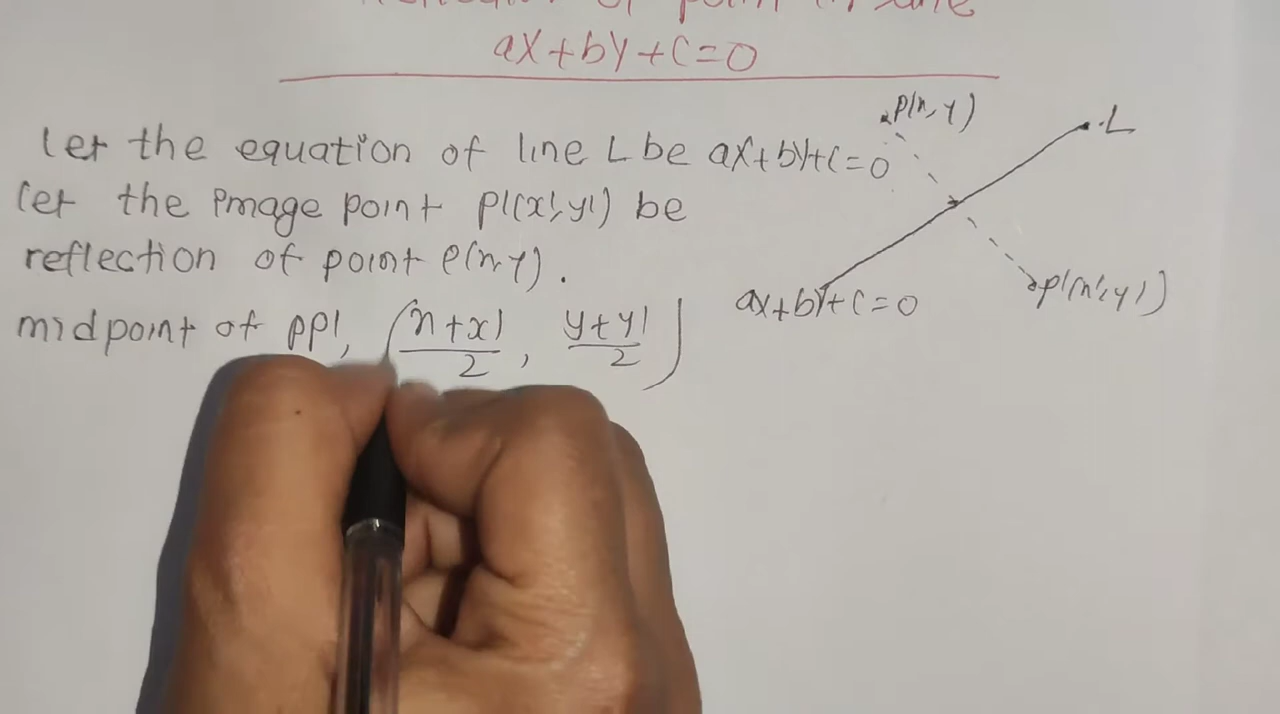 aX+bY+C=0
P(x,y)
.L
let the equation of line L be aX+bY+C=0
let the image point p'(x',y') be
reflection of point P(x,y).
p'(x',y')
ax+bY+C=0
midpoint of pp', (x+x'/2, y+y'/2)